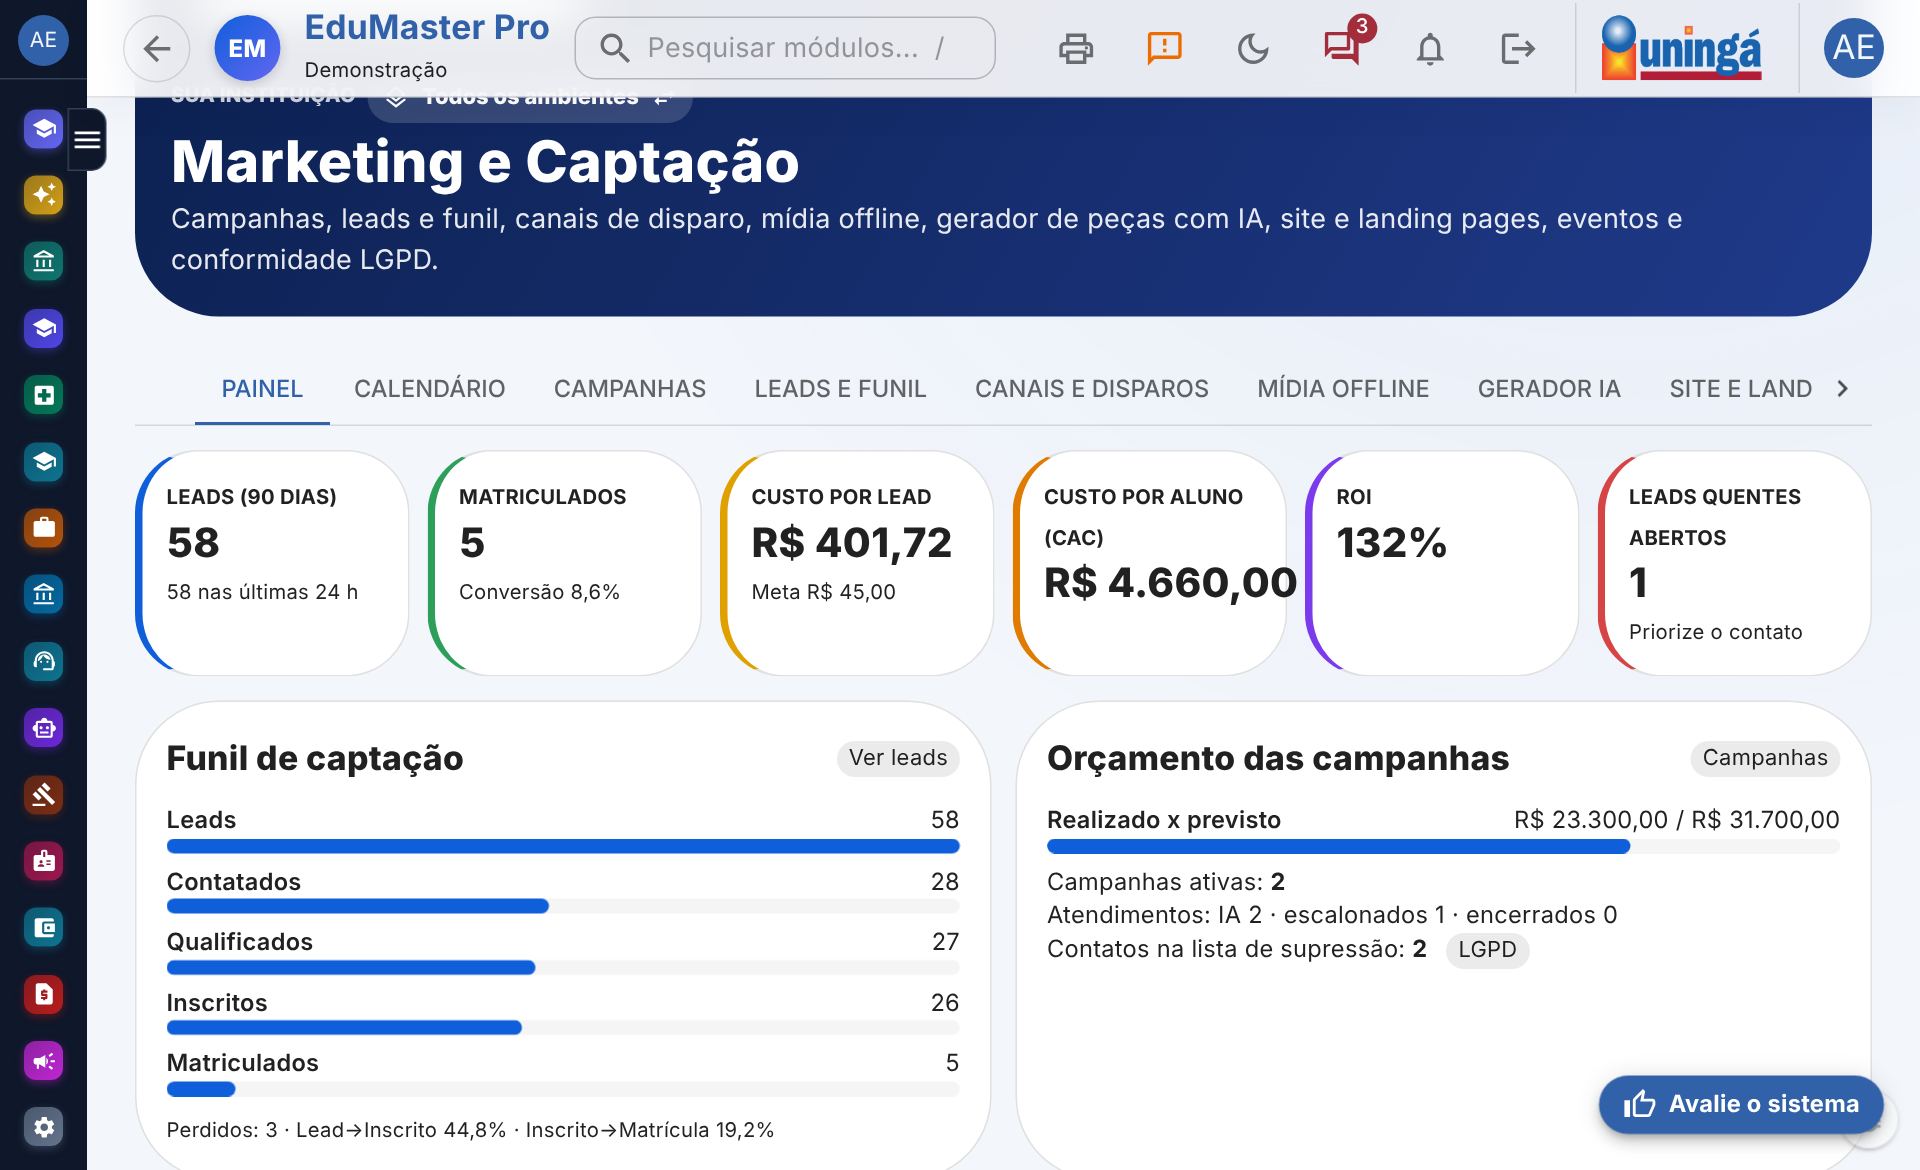 AE
EM
EduMaster Pro
Demonstração
Pesquisar módulos... /
3
uningá
AE
SUA INSTITUIÇÃO
Todos os ambientes
Marketing e Captação
Campanhas, leads e funil, canais de disparo, mídia offline, gerador de peças com IA, site e landing pages, eventos e
conformidade LGPD.
PAINEL
CALENDÁRIO
CAMPANHAS
LEADS E FUNIL
CANAIS E DISPAROS
MÍDIA OFFLINE
GERADOR IA
SITE E LAND
LEADS (90 DIAS)
58
58 nas últimas 24 h
MATRICULADOS
5
Conversão 8,6%
CUSTO POR LEAD
R$ 401,72
Meta R$ 45,00
CUSTO POR ALUNO
(CAC)
R$ 4.660,00
ROI
132%
LEADS QUENTES
ABERTOS
1
Priorize o contato
Funil de captação
Ver leads
Leads 58
Contatados 28
Qualificados 27
Inscritos 26
Matriculados 5
Perdidos: 3 · Lead→Inscrito 44,8% · Inscrito→Matrícula 19,2%
Orçamento das campanhas
Campanhas
Realizado x previsto R$ 23.300,00 / R$ 31.700,00
Campanhas ativas: 2
Atendimentos: IA 2 · escalonados 1 · encerrados 0
Contatos na lista de supressão: 2 LGPD
Avalie o sistema